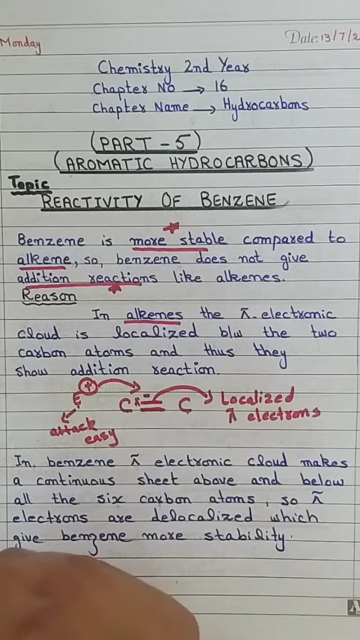 Monday
Date: 13/7/2
Chemistry 2nd Year
Chapter No → 16
Chapter Name → Hydrocarbons
(PART - 5)
(AROMATIC HYDROCARBONS)
Topic
REACTIVITY OF BENZENE
Benzene is more stable compared to
alkene, so, benzene does not give
addition reactions like alkenes.
Reason
In alkenes the π-electronic
cloud is localized b/w the two
carbon atoms and thus they
show addition reaction.
E + C π C Localized
π electrons
attack
easy
In benzene π electronic cloud makes
a continuous sheet above and below
all the six carbon atoms, so π
electrons are delocalized which
give benzene more stability.